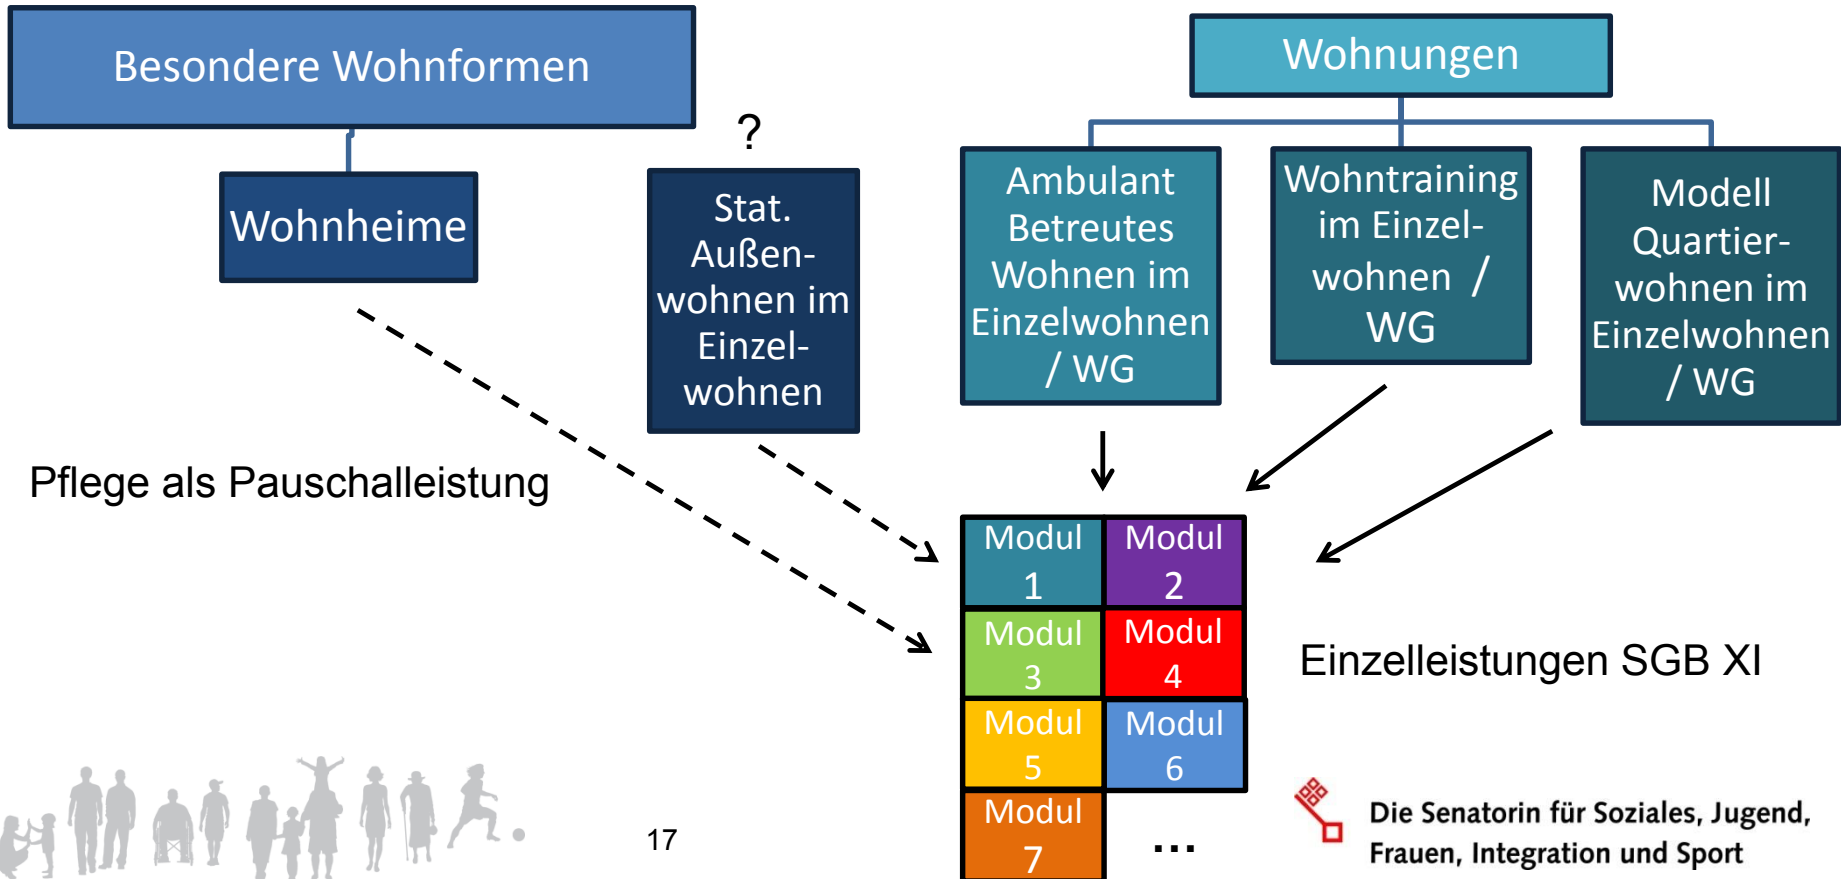 Besondere Wohnformen
Wohnheime
?
Stat.
Außen-
wohnen im
Einzel-
wohnen
Wohnungen
Ambulant
Betreutes
Wohnen im
Einzelwohnen
/ WG
Wohntraining
im Einzel-
wohnen /
WG
Modell
Quartier-
wohnen im
Einzelwohnen
/ WG
Pflege als Pauschalleistung
Modul
1
Modul
2
Modul
3
Modul
4
Modul
5
Modul
6
Modul
7
...
Einzelleistungen SGB XI
17
Die Senatorin für Soziales, Jugend,
Frauen, Integration und Sport